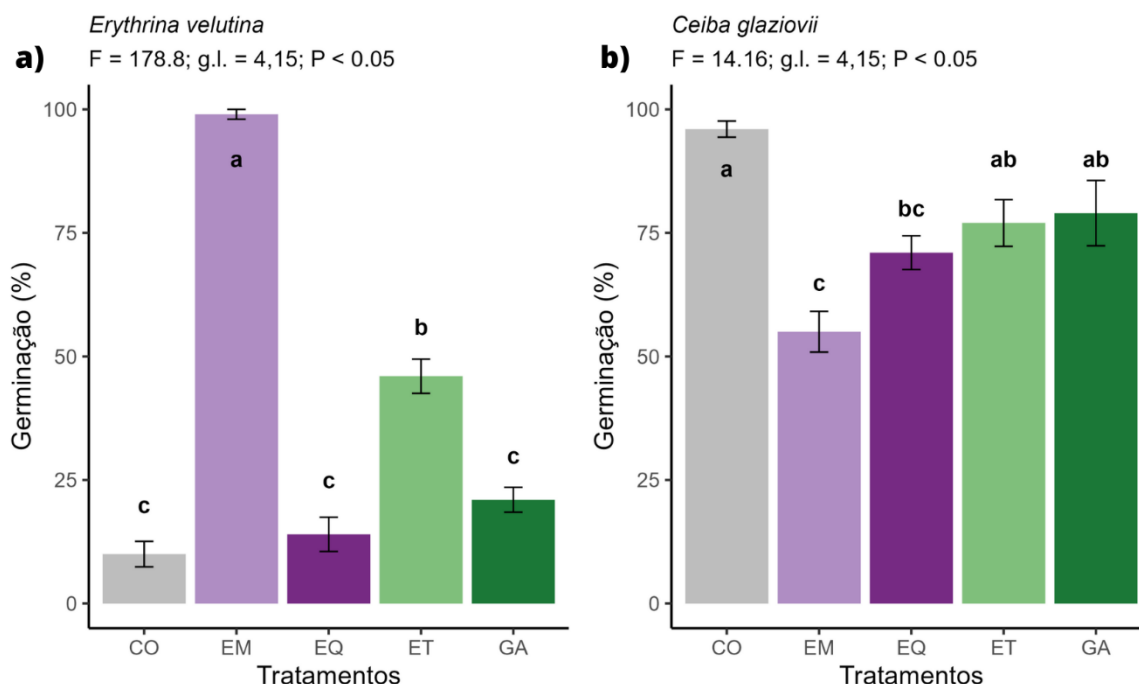 Erythrina velutina
a) F = 178.8; g.l. = 4,15; P < 0.05
Germinação (%)
100
75
50
25
0
c
a
c
b
c
CO EM EQ ET GA
Tratamentos
Ceiba glaziovii
b) F = 14.16; g.l. = 4,15; P < 0.05
Germinação (%)
100
75
50
25
0
a
c
bc
ab
ab
CO EM EQ ET GA
Tratamentos